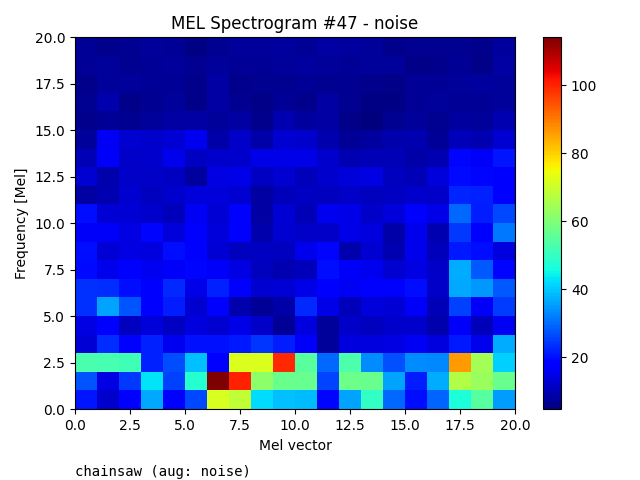 MEL Spectrogram #47 - noise
20.0
17.5
15.0
12.5
10.0
7.5
5.0
2.5
0.0
Frequency [Mel]
0.0 2.5 5.0 7.5 10.0 12.5 15.0 17.5 20.0
Mel vector
100
80
60
40
20
chainsaw (aug: noise)